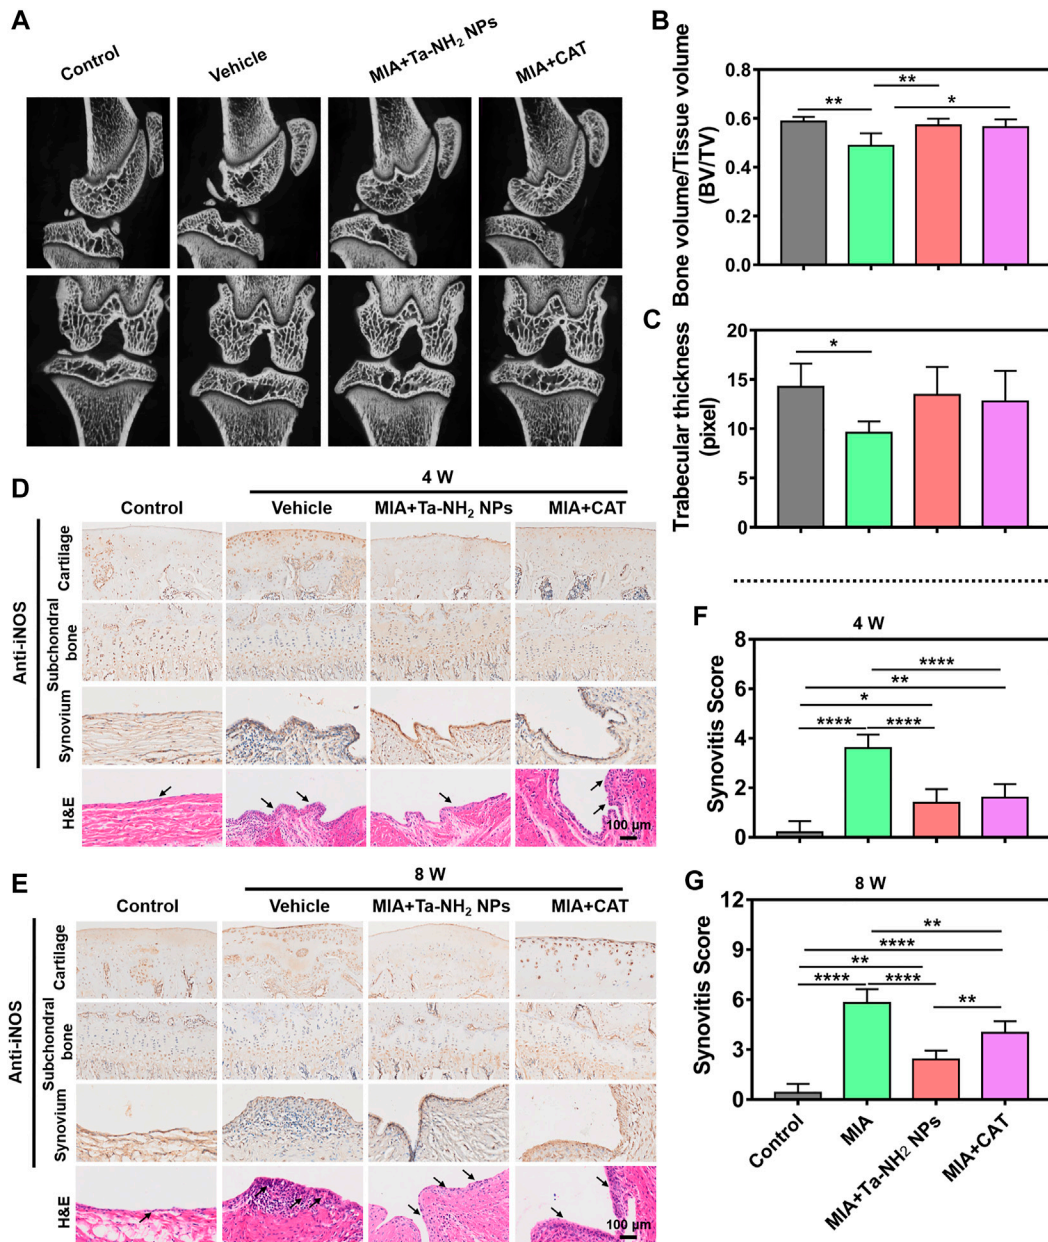 A
Control
Vehicle
MIA+Ta-NH₂ NPs
MIA+CAT
B
Bone volume/Tissue volume
(BV/TV)
0.8
0.6
0.4
0.2
0.0
**
**
*
C
Trabecular thickness
(pixel)
20
15
10
5
0
*
D
4 W
Control
Vehicle
MIA+Ta-NH₂ NPs
MIA+CAT
Anti-iNOS
Cartilage
Subchondral
bone
Synovium
H&E
100 μm
E
8 W
Control
Vehicle
MIA+Ta-NH₂ NPs
MIA+CAT
Anti-iNOS
Cartilage
Subchondral
bone
Synovium
H&E
100 μm
F
4 W
Synovitis Score
8
6
4
2
0
****
**
*
**** ****
G
8 W
Synovitis Score
12
9
6
3
0
**
****
**
**** ****
**
Control
MIA
MIA+Ta-NH₂ NPs
MIA+CAT